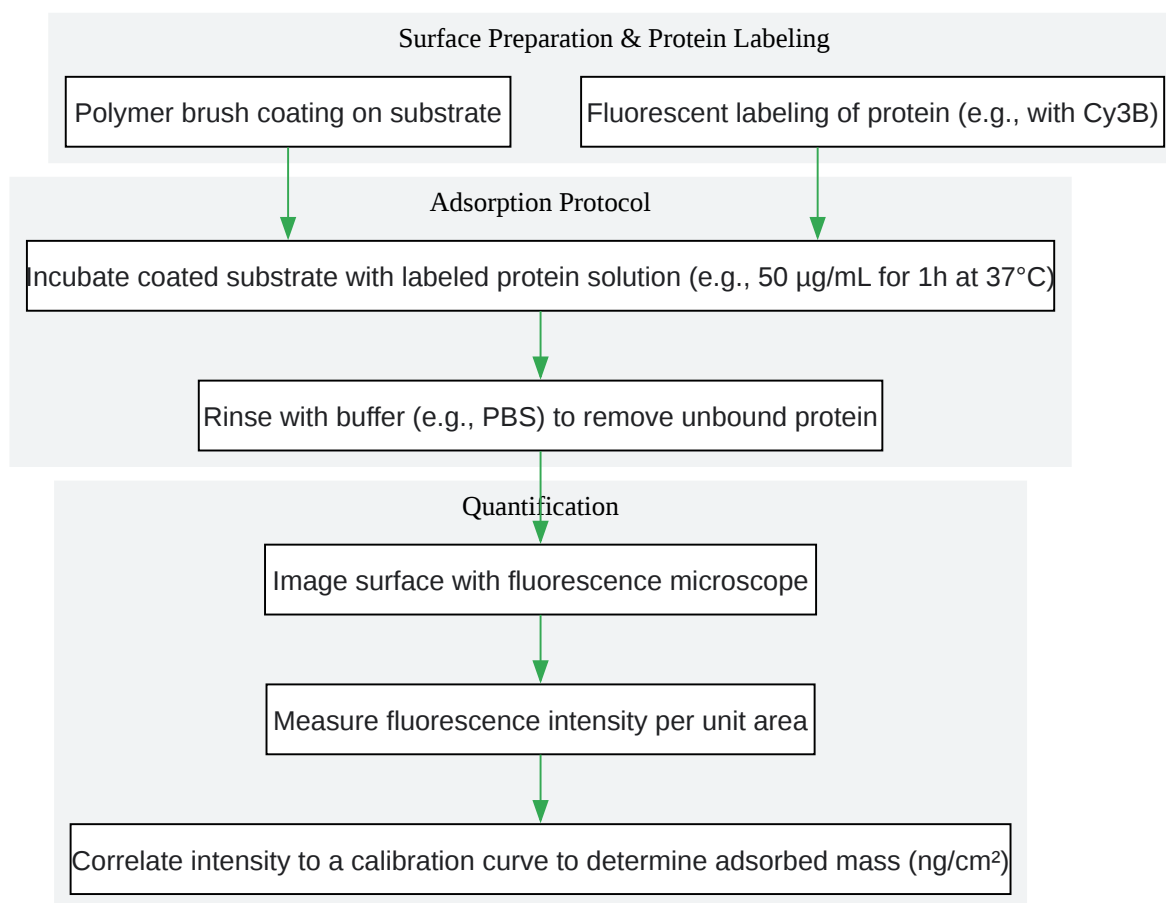 Surface Preparation & Protein Labeling
Polymer brush coating on substrate
Fluorescent labeling of protein (e.g., with Cy3B)
Adsorption Protocol
Incubate coated substrate with labeled protein solution (e.g., 50 µg/mL for 1h at 37°C)
Rinse with buffer (e.g., PBS) to remove unbound protein
Quantification
Image surface with fluorescence microscope
Measure fluorescence intensity per unit area
Correlate intensity to a calibration curve to determine adsorbed mass (ng/cm²)